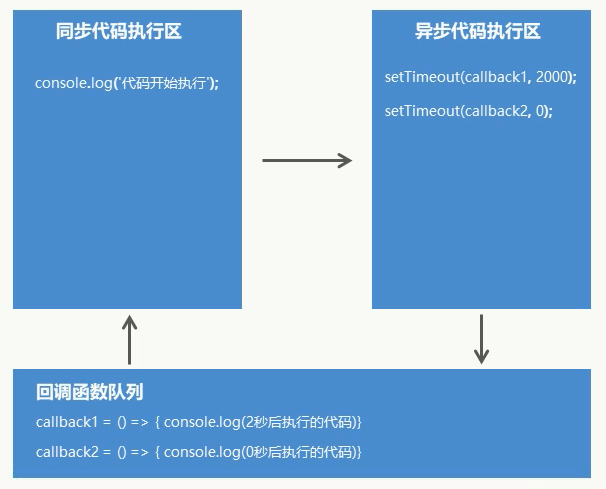 同步代码执行区
console.log('代码开始执行');
异步代码执行区
setTimeout(callback1, 2000);
setTimeout(callback2, 0);
回调函数队列
callback1 = () => { console.log(2秒后执行的代码)}
callback2 = () => { console.log(0秒后执行的代码)}